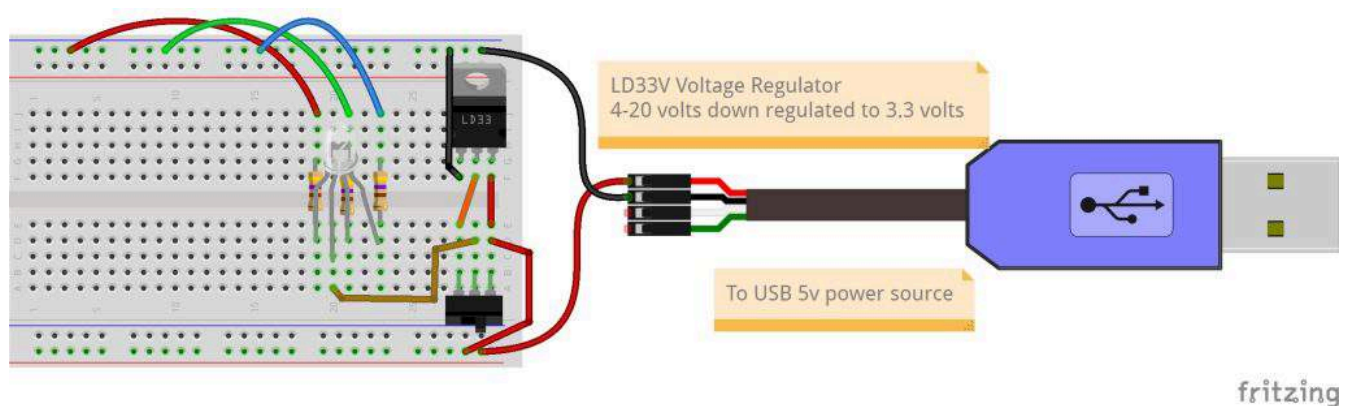 LD33V Voltage Regulator
4-20 volts down regulated to 3.3 volts
LD33
To USB 5v power source
fritzing